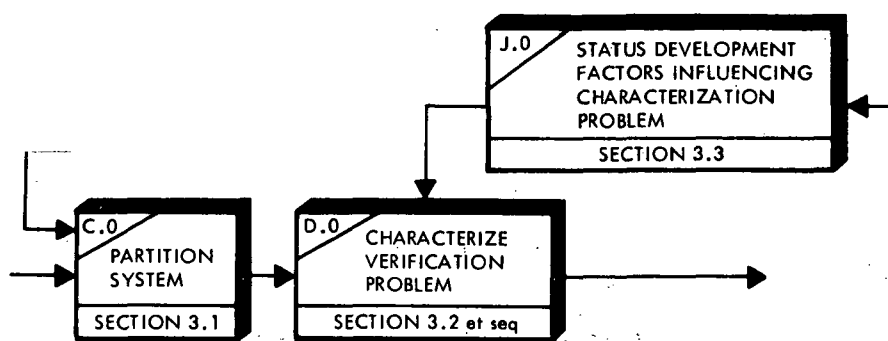 J.0
STATUS DEVELOPMENT
FACTORS INFLUENCING
CHARACTERIZATION
PROBLEM
SECTION 3.3
C.0
PARTITION
SYSTEM
SECTION 3.1
D.0
CHARACTERIZE
VERIFICATION
PROBLEM
SECTION 3.2 et seq